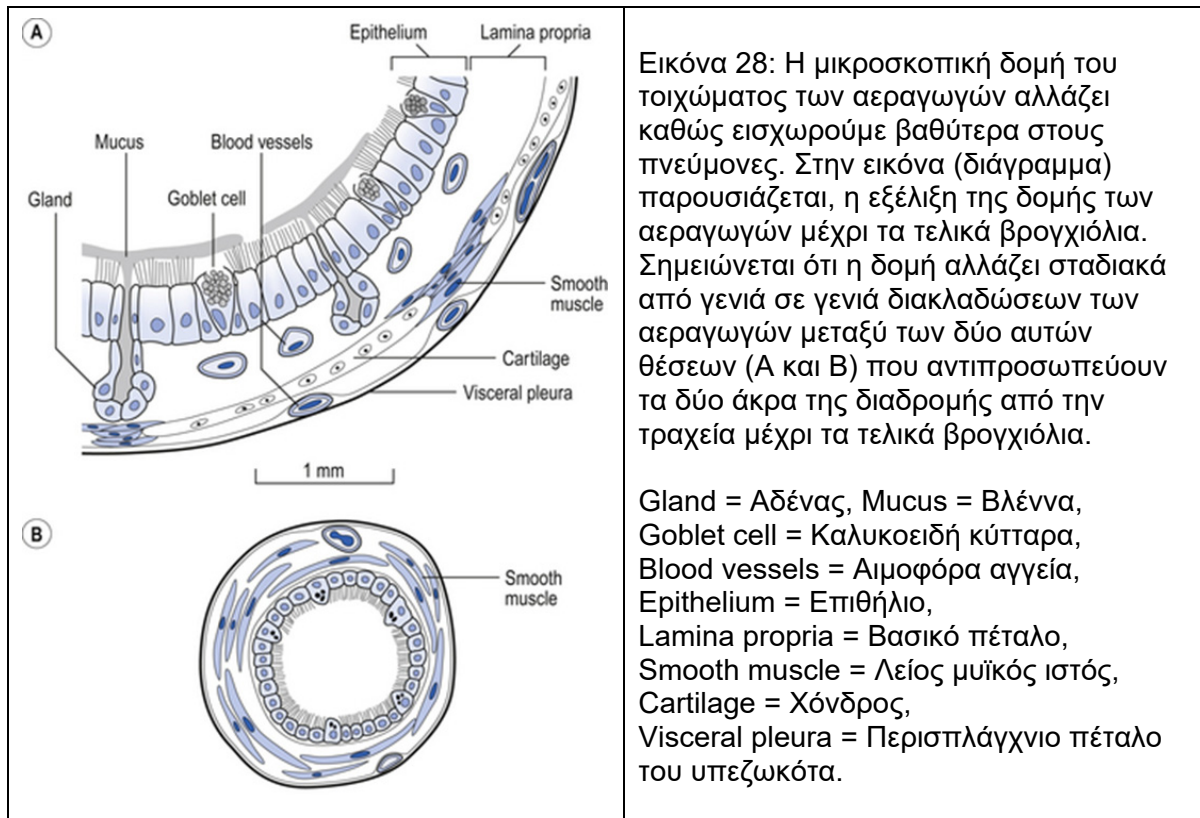 A
Epithelium
Lamina propria
Mucus
Blood vessels
Gland
Goblet cell
Smooth
muscle
Cartilage
Visceral pleura
1 mm
B
Smooth
muscle
Εικόνα 28: Η μικροσκοπική δομή του
τοιχώματος των αεραγωγών αλλάζει
καθώς εισχωρούμε βαθύτερα στους
πνεύμονες. Στην εικόνα (διάγραμμα)
παρουσιάζεται, η εξέλιξη της δομής των
αεραγωγών μέχρι τα τελικά βρογχιόλια.
Σημειώνεται ότι η δομή αλλάζει σταδιακά
από γενιά σε γενιά διακλαδώσεων των
αεραγωγών μεταξύ των δύο αυτών
θέσεων (Α και Β) που αντιπροσωπεύουν
τα δύο άκρα της διαδρομής από την
τραχεία μέχρι τα τελικά βρογχιόλια.
Gland = Αδένας, Mucus = Βλέννα,
Goblet cell = Καλυκοειδή κύτταρα,
Blood vessels = Αιμοφόρα αγγεία,
Epithelium = Επιθήλιο,
Lamina propria = Βασικό πέταλο,
Smooth muscle = Λείος μυϊκός ιστός,
Cartilage = Χόνδρος,
Visceral pleura = Περισπλάγχνιο πέταλο
του υπεζωκότα.